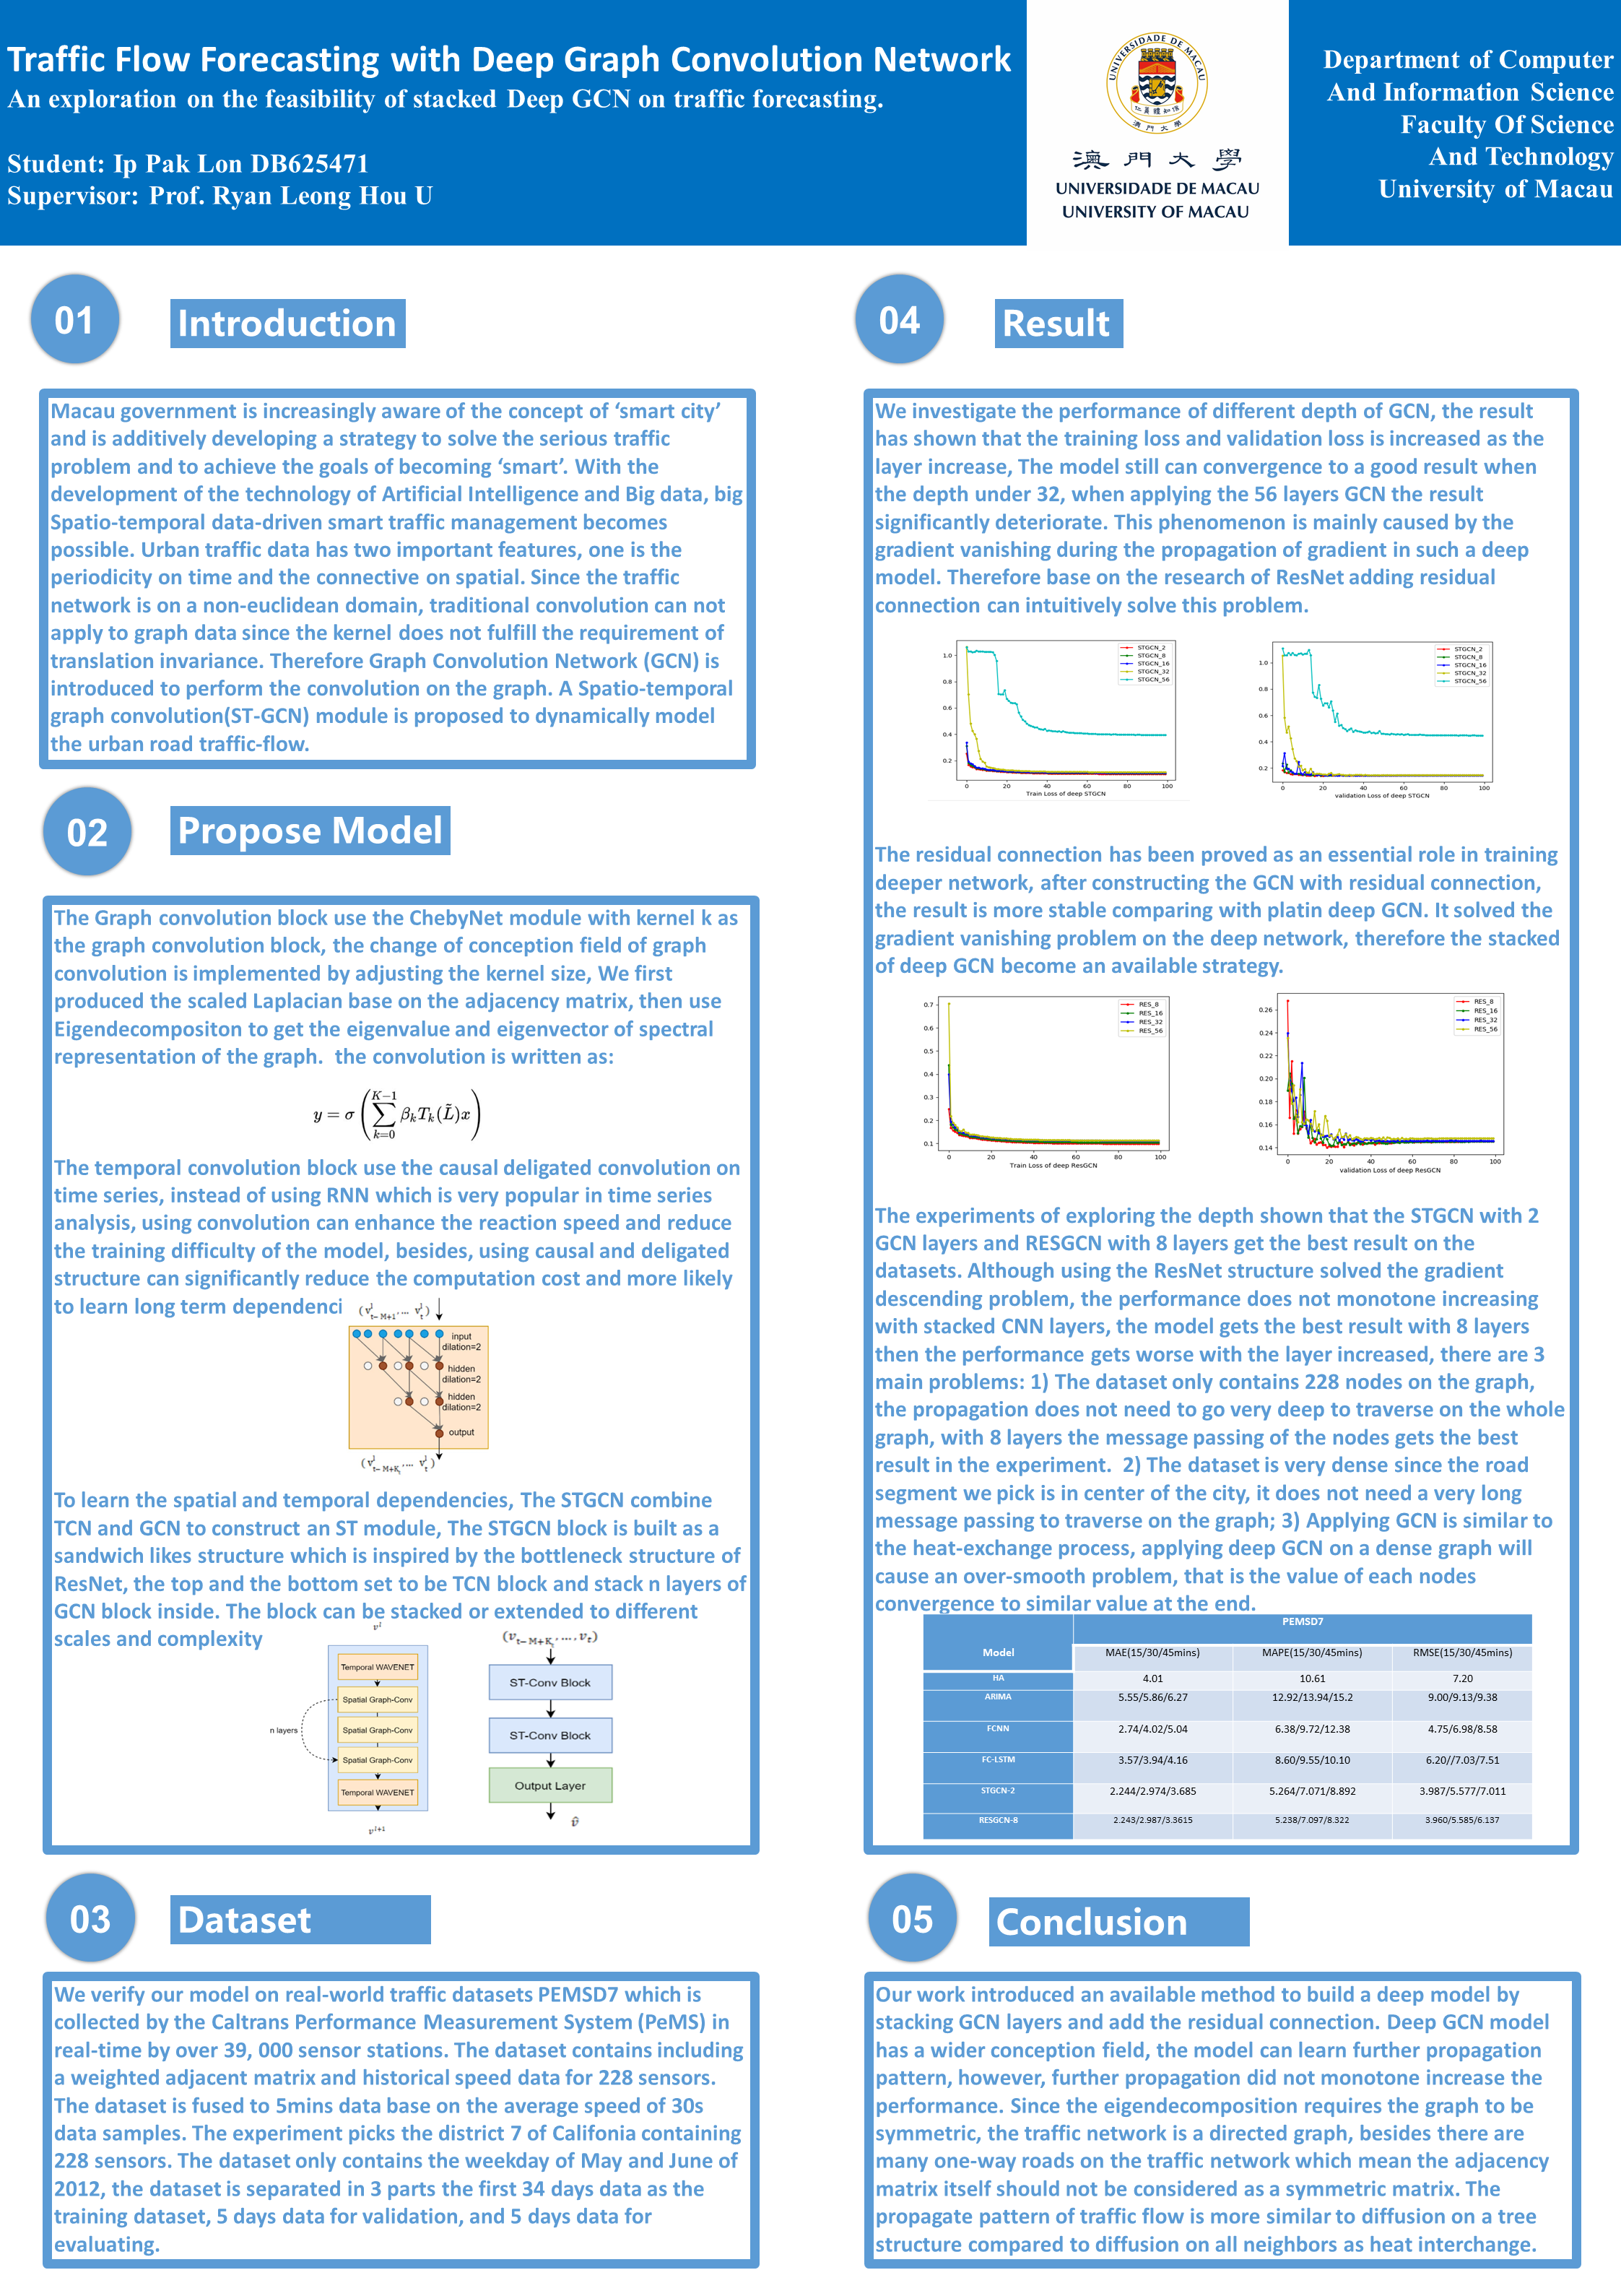 Traffic Flow Forecasting with Deep Graph Convolution Network
An exploration on the feasibility of stacked Deep GCN on traffic forecasting.
Student: Ip Pak Lon DB625471
Supervisor: Prof. Ryan Leong Hou U
UNIVERSIDADE DE MACAU
澳門大學
澳門大學
UNIVERSIDADE DE MACAU
UNIVERSITY OF MACAU
Department of Computer
And Information Science
Faculty Of Science
And Technology
University of Macau
01
Introduction
Macau government is increasingly aware of the concept of ‘smart city’
and is additively developing a strategy to solve the serious traffic
problem and to achieve the goals of becoming ‘smart’. With the
development of the technology of Artificial Intelligence and Big data, big
Spatio-temporal data-driven smart traffic management becomes
possible. Urban traffic data has two important features, one is the
periodicity on time and the connective on spatial. Since the traffic
network is on a non-euclidean domain, traditional convolution can not
apply to graph data since the kernel does not fulfill the requirement of
translation invariance. Therefore Graph Convolution Network (GCN) is
introduced to perform the convolution on the graph. A Spatio-temporal
graph convolution(ST-GCN) module is proposed to dynamically model
the urban road traffic-flow.
02
Propose Model
The Graph convolution block use the ChebyNet module with kernel k as
the graph convolution block, the change of conception field of graph
convolution is implemented by adjusting the kernel size, We first
produced the scaled Laplacian base on the adjacency matrix, then use
Eigendecompositon to get the eigenvalue and eigenvector of spectral
representation of the graph.  the convolution is written as:
y = σ ( ∑_{k=0}^{K−1} β_k T_k(L̃)x )
The temporal convolution block use the causal deligated convolution on
time series, instead of using RNN which is very popular in time series
analysis, using convolution can enhance the reaction speed and reduce
the training difficulty of the model, besides, using causal and deligated
structure can significantly reduce the computation cost and more likely
to learn long term dependenci
(v^l_{t−M+1}, ... v^l_t)
input
dilation=2
hidden
dilation=2
hidden
dilation=2
output
(v^l_{t−M+K_t}, ... v^l_t)
To learn the spatial and temporal dependencies, The STGCN combine
TCN and GCN to construct an ST module, The STGCN block is built as a
sandwich likes structure which is inspired by the bottleneck structure of
ResNet, the top and the bottom set to be TCN block and stack n layers of
GCN block inside. The block can be stacked or extended to different
scales and complexity
v^l
Temporal WAVENET
Spatial Graph-Conv
n layers
Spatial Graph-Conv
Spatial Graph-Conv
Temporal WAVENET
v^{l+1}
(v_{t−M+K_t}, ... , v_t)
ST-Conv Block
ST-Conv Block
Output Layer
v̂
03
Dataset
We verify our model on real-world traffic datasets PEMSD7 which is
collected by the Caltrans Performance Measurement System (PeMS) in
real-time by over 39, 000 sensor stations. The dataset contains including
a weighted adjacent matrix and historical speed data for 228 sensors.
The dataset is fused to 5mins data base on the average speed of 30s
data samples. The experiment picks the district 7 of Califonia containing
228 sensors. The dataset only contains the weekday of May and June of
2012, the dataset is separated in 3 parts the first 34 days data as the
training dataset, 5 days data for validation, and 5 days data for
evaluating.
04
Result
We investigate the performance of different depth of GCN, the result
has shown that the training loss and validation loss is increased as the
layer increase, The model still can convergence to a good result when
the depth under 32, when applying the 56 layers GCN the result
significantly deteriorate. This phenomenon is mainly caused by the
gradient vanishing during the propagation of gradient in such a deep
model. Therefore base on the research of ResNet adding residual
connection can intuitively solve this problem.
STGCN_2
STGCN_8
STGCN_16
STGCN_32
STGCN_56
1.0
0.8
0.6
0.4
0.2
0 20 40 60 80 100
Train Loss of deep STGCN
STGCN_2
STGCN_8
STGCN_16
STGCN_32
STGCN_56
1.0
0.8
0.6
0.4
0.2
0 20 40 60 80 100
validation Loss of deep STGCN
The residual connection has been proved as an essential role in training
deeper network, after constructing the GCN with residual connection,
the result is more stable comparing with platin deep GCN. It solved the
gradient vanishing problem on the deep network, therefore the stacked
of deep GCN become an available strategy.
RES_8
RES_16
RES_32
RES_56
0.7
0.6
0.5
0.4
0.3
0.2
0.1
0 20 40 60 80 100
Train Loss of deep ResGCN
RES_8
RES_16
RES_32
RES_56
0.26
0.24
0.22
0.20
0.18
0.16
0.14
0 20 40 60 80 100
validation Loss of deep ResGCN
The experiments of exploring the depth shown that the STGCN with 2
GCN layers and RESGCN with 8 layers get the best result on the
datasets. Although using the ResNet structure solved the gradient
descending problem, the performance does not monotone increasing
with stacked CNN layers, the model gets the best result with 8 layers
then the performance gets worse with the layer increased, there are 3
main problems: 1) The dataset only contains 228 nodes on the graph,
the propagation does not need to go very deep to traverse on the whole
graph, with 8 layers the message passing of the nodes gets the best
result in the experiment.  2) The dataset is very dense since the road
segment we pick is in center of the city, it does not need a very long
message passing to traverse on the graph; 3) Applying GCN is similar to
the heat-exchange process, applying deep GCN on a dense graph will
cause an over-smooth problem, that is the value of each nodes
convergence to similar value at the end.
PEMSD7
Model MAE(15/30/45mins) MAPE(15/30/45mins) RMSE(15/30/45mins)
HA 4.01 10.61 7.20
ARIMA 5.55/5.86/6.27 12.92/13.94/15.2 9.00/9.13/9.38
FCNN 2.74/4.02/5.04 6.38/9.72/12.38 4.75/6.98/8.58
FC-LSTM 3.57/3.94/4.16 8.60/9.55/10.10 6.20//7.03/7.51
STGCN-2 2.244/2.974/3.685 5.264/7.071/8.892 3.987/5.577/7.011
RESGCN-8 2.243/2.987/3.3615 5.238/7.097/8.322 3.960/5.585/6.137
05
Conclusion
Our work introduced an available method to build a deep model by
stacking GCN layers and add the residual connection. Deep GCN model
has a wider conception field, the model can learn further propagation
pattern, however, further propagation did not monotone increase the
performance. Since the eigendecomposition requires the graph to be
symmetric, the traffic network is a directed graph, besides there are
many one-way roads on the traffic network which mean the adjacency
matrix itself should not be considered as a symmetric matrix. The
propagate pattern of traffic flow is more similar to diffusion on a tree
structure compared to diffusion on all neighbors as heat interchange.